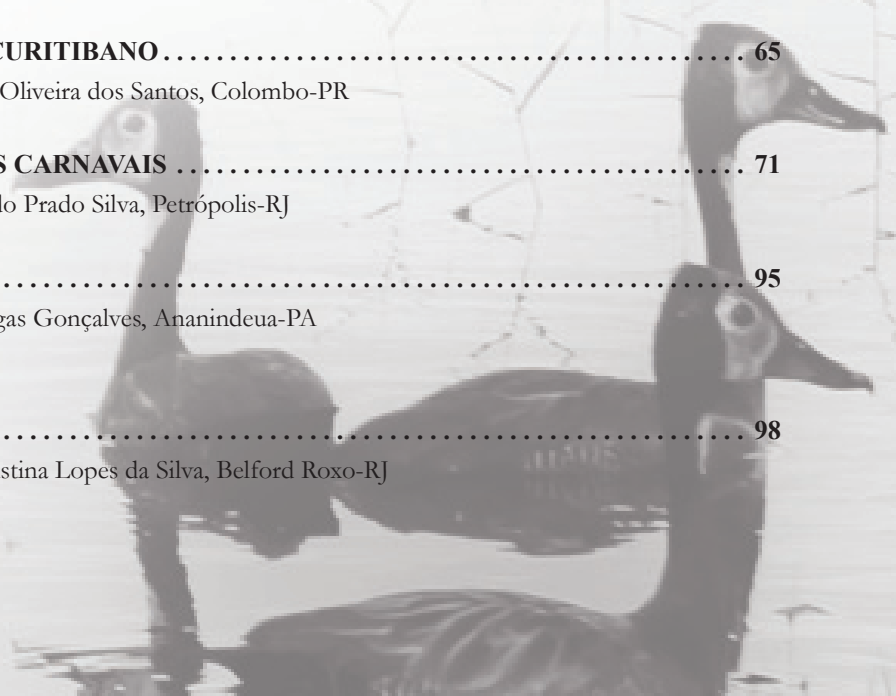 CURITIBANO........................................................ 65
Oliveira dos Santos, Colombo-PR
S CARNAVAIS ....................................................... 71
Prado Silva, Petrópolis-RJ
........................................................................... 95
gas Gonçalves, Ananindeua-PA
........................................................................... 98
stina Lopes da Silva, Belford Roxo-RJ